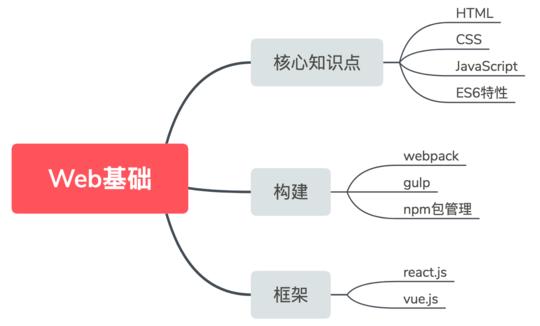 Web基础
核心知识点
HTML
CSS
JavaScript
ES6特性
构建
webpack
gulp
npm包管理
框架
react.js
vue.js